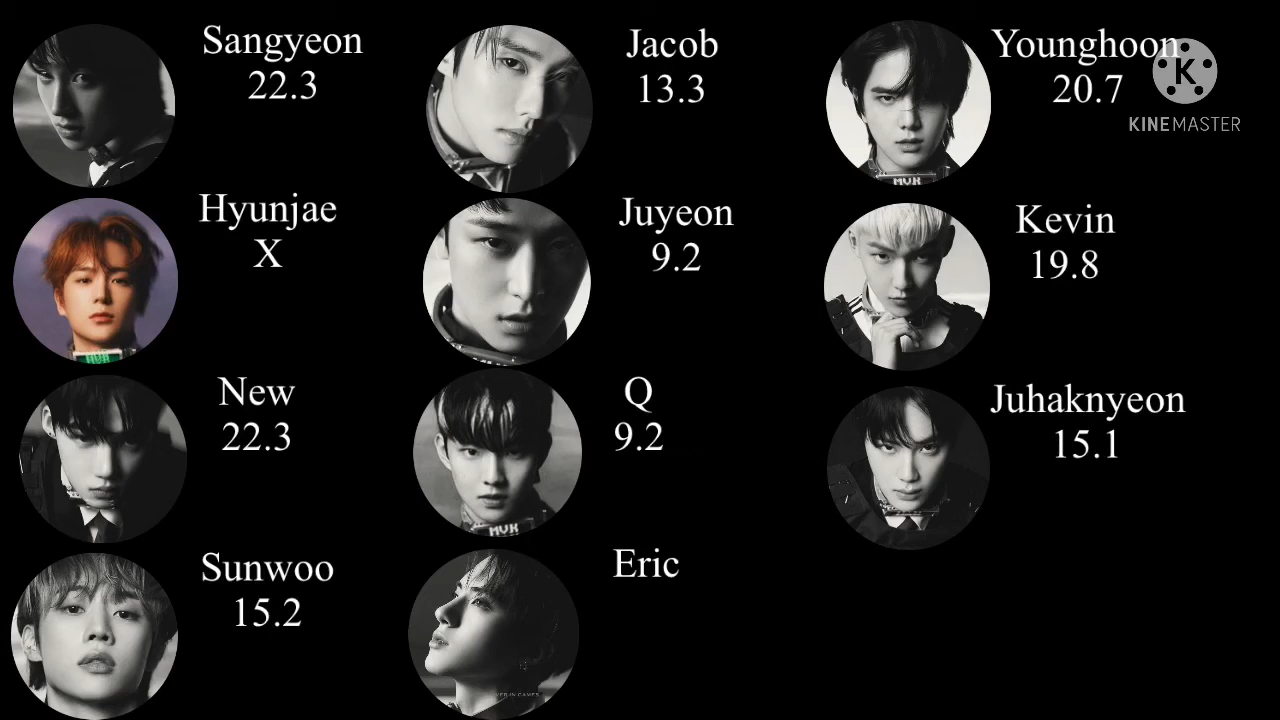 Sangyeon
22.3
Jacob
13.3
Younghoon
20.7
K
KINEMASTER
Hyunjae
X
Juyeon
9.2
Kevin
19.8
New
22.3
Q
9.2
Juhaknyeon
15.1
Sunwoo
15.2
Eric